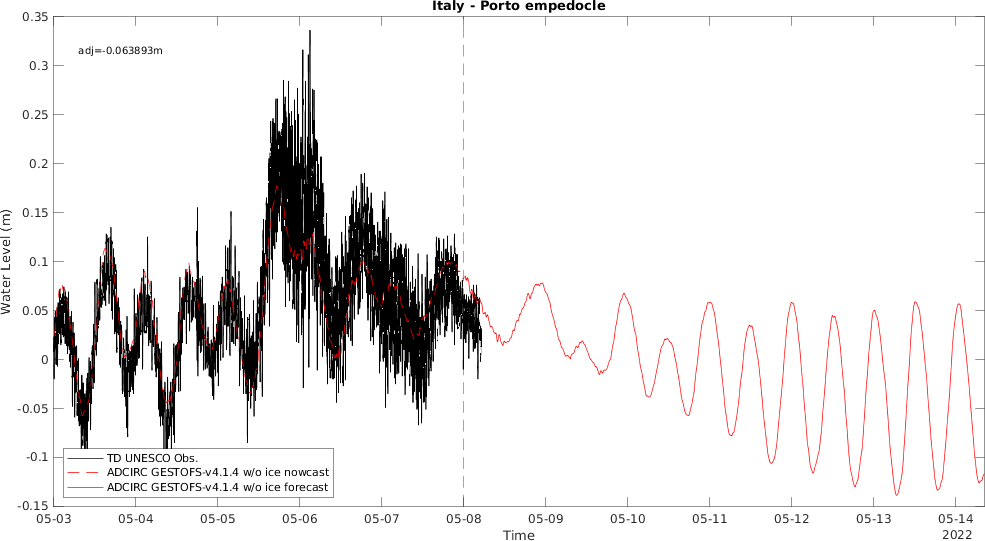 Italy - Porto empedocle
adj=-0.063893m
Water Level (m)
0.35
0.3
0.25
0.2
0.15
0.1
0.05
0
-0.05
-0.1
-0.15
TD UNESCO Obs.
ADCIRC GESTOFS-v4.1.4 w/o ice nowcast
ADCIRC GESTOFS-v4.1.4 w/o ice forecast
05-03 05-04 05-05 05-06 05-07 05-08 05-09 05-10 05-11 05-12 05-13 05-14
Time
2022